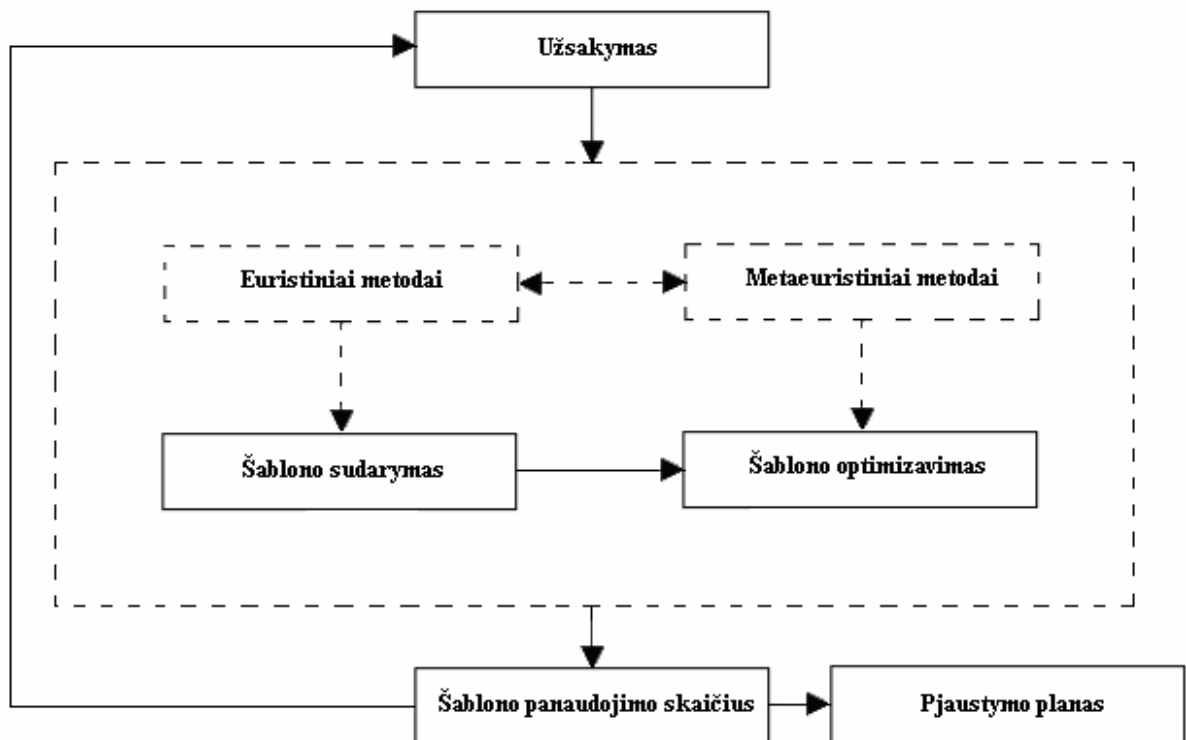 Užsakymas
Euristiniai metodai
Metaeuristiniai metodai
Šablono sudarymas
Šablono optimizavimas
Šablono panaudojimo skaičius
Pjaustymo planas